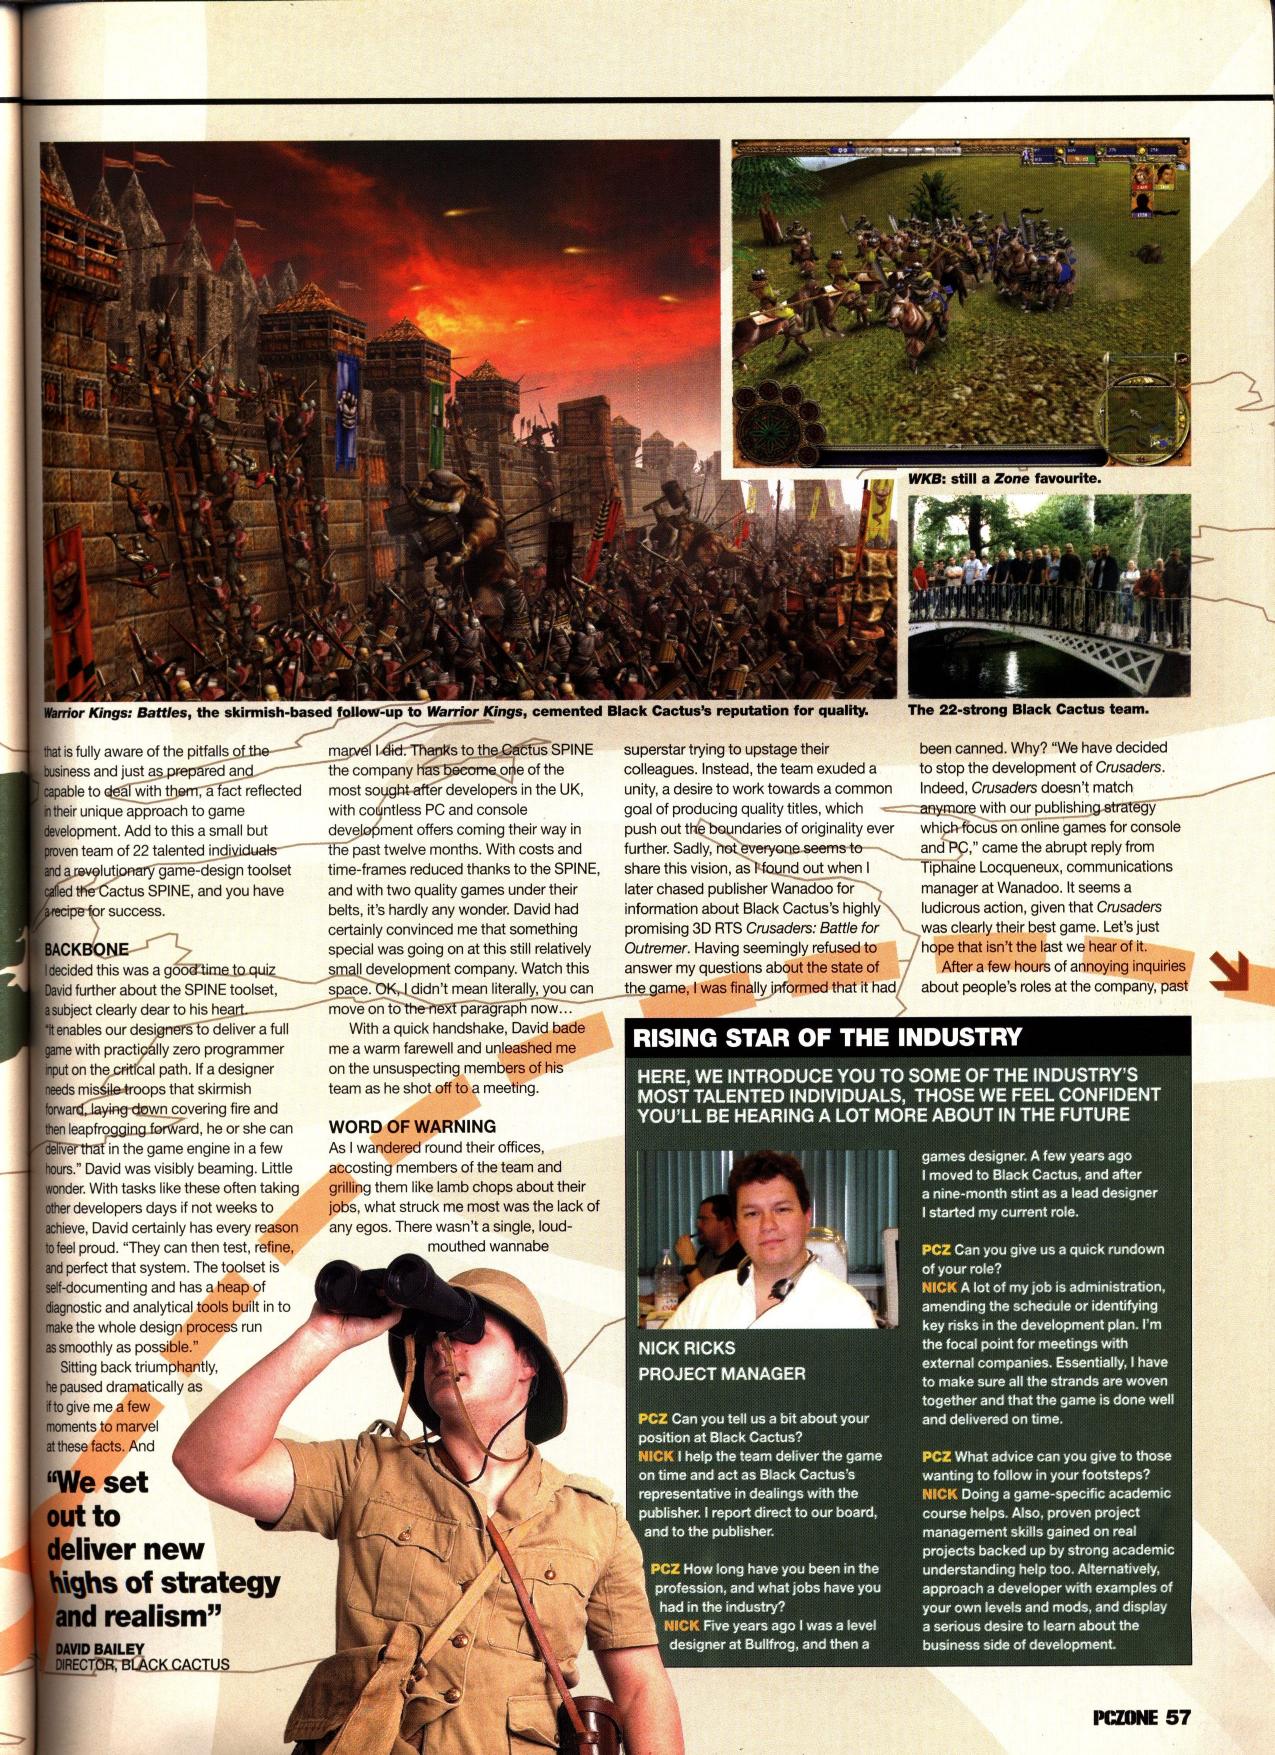 WKB: still a Zone favourite.
Warrior Kings: Battles, the skirmish-based follow-up to Warrior Kings, cemented Black Cactus's reputation for quality.
The 22-strong Black Cactus team.
that is fully aware of the pitfalls of the
business and just as prepared and
capable to deal with them, a fact reflected
in their unique approach to game
development. Add to this a small but
proven team of 22 talented individuals
and a revolutionary game-design toolset
called the Cactus SPINE, and you have
a recipe for success.
BACKBONE
I decided this was a good time to quiz
David further about the SPINE toolset,
a subject clearly dear to his heart.
"It enables our designers to deliver a full
game with practically zero programmer
input on the critical path. If a designer
needs missile troops that skirmish
forward, laying down covering fire and
then leapfrogging forward, he or she can
deliver that in the game engine in a few
hours." David was visibly beaming. Little
wonder. With tasks like these often taking
other developers days if not weeks to
achieve, David certainly has every reason
to feel proud. "They can then test, refine,
and perfect that system. The toolset is
self-documenting and has a heap of
diagnostic and analytical tools built in to
make the whole design process run
as smoothly as possible."
Sitting back triumphantly,
he paused dramatically as
if to give me a few
moments to marvel
at these facts. And
"We set
out to
deliver new
highs of strategy
and realism"
DAVID BAILEY
DIRECTOR, BLACK CACTUS
marvel I did. Thanks to the Cactus SPINE
the company has become one of the
most sought after developers in the UK,
with countless PC and console
development offers coming their way in
the past twelve months. With costs and
time-frames reduced thanks to the SPINE,
and with two quality games under their
belts, it's hardly any wonder. David had
certainly convinced me that something
special was going on at this still relatively
small development company. Watch this
space. OK, I didn't mean literally, you can
move on to the next paragraph now...
With a quick handshake, David bade
me a warm farewell and unleashed me
on the unsuspecting members of his
team as he shot off to a meeting.
WORD OF WARNING
As I wandered round their offices,
accosting members of the team and
grilling them like lamb chops about their
jobs, what struck me most was the lack of
any egos. There wasn't a single, loud-
mouthed wannabe
superstar trying to upstage their
colleagues. Instead, the team exuded a
unity, a desire to work towards a common
goal of producing quality titles, which
push out the boundaries of originality ever
further. Sadly, not everyone seems to
share this vision, as I found out when I
later chased publisher Wanadoo for
information about Black Cactus's highly
promising 3D RTS Crusaders: Battle for
Outremer. Having seemingly refused to
answer my questions about the state of
the game, I was finally informed that it had
been canned. Why? "We have decided
to stop the development of Crusaders.
Indeed, Crusaders doesn't match
anymore with our publishing strategy
which focus on online games for console
and PC," came the abrupt reply from
Tiphaine Locqueneux, communications
manager at Wanadoo. It seems a
ludicrous action, given that Crusaders
was clearly their best game. Let's just
hope that isn't the last we hear of it.
After a few hours of annoying inquiries
about people's roles at the company, past
RISING STAR OF THE INDUSTRY
HERE, WE INTRODUCE YOU TO SOME OF THE INDUSTRY'S
MOST TALENTED INDIVIDUALS, THOSE WE FEEL CONFIDENT
YOU'LL BE HEARING A LOT MORE ABOUT IN THE FUTURE
NICK RICKS
PROJECT MANAGER
PCZ Can you tell us a bit about your
position at Black Cactus?
NICK I help the team deliver the game
on time and act as Black Cactus's
representative in dealings with the
publisher. I report direct to our board,
and to the publisher.
PCZ How long have you been in the
profession, and what jobs have you
had in the industry?
NICK Five years ago I was a level
designer at Bullfrog, and then a
games designer. A few years ago
I moved to Black Cactus, and after
a nine-month stint as a lead designer
I started my current role.
PCZ Can you give us a quick rundown
of your role?
NICK A lot of my job is administration,
amending the schedule or identifying
key risks in the development plan. I'm
the focal point for meetings with
external companies. Essentially, I have
to make sure all the strands are woven
together and that the game is done well
and delivered on time.
PCZ What advice can you give to those
wanting to follow in your footsteps?
NICK Doing a game-specific academic
course helps. Also, proven project
management skills gained on real
projects backed up by strong academic
understanding help too. Alternatively,
approach a developer with examples of
your own levels and mods, and display
a serious desire to learn about the
business side of development.
PCZONE 57